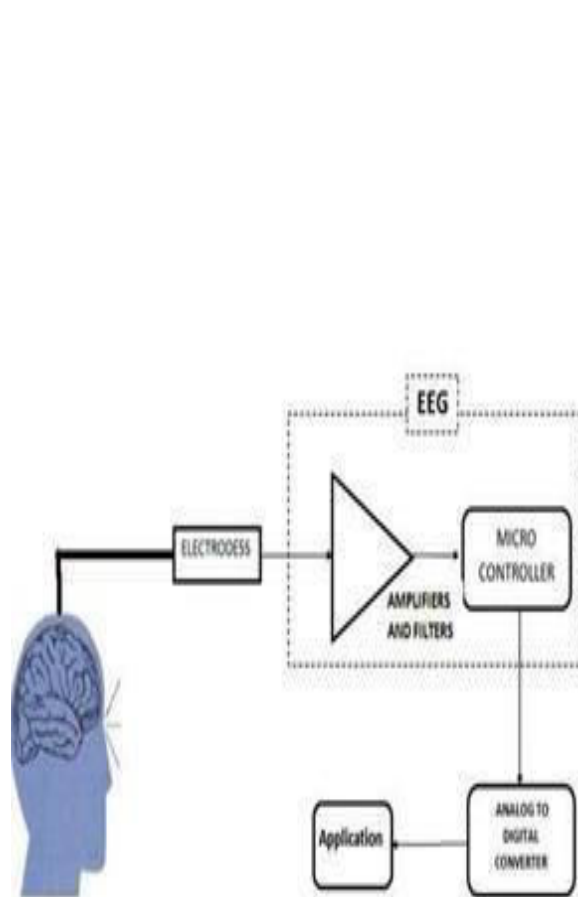 EEG
ELECTRODESS
MICRO
CONTROLLER
AMPLIFIERS
AND FILTERS
Application
ANALOG TO
DIGITAL
CONVERTER